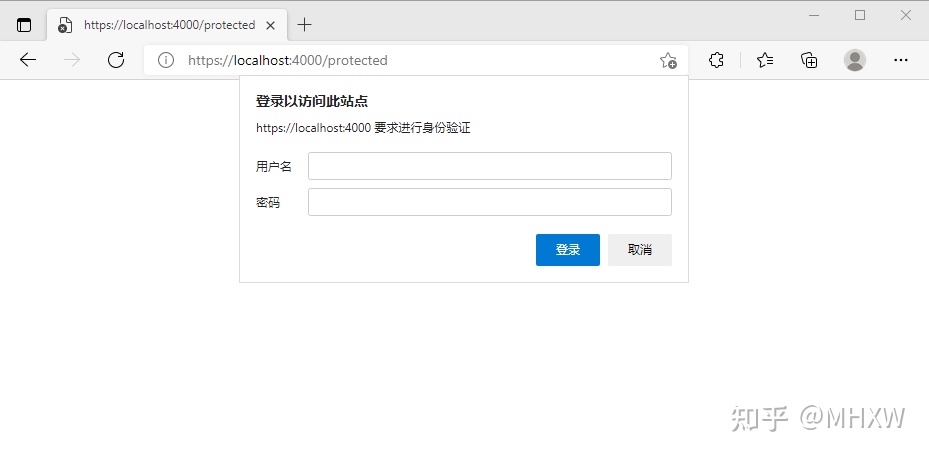 https://localhost:4000/protected
https://localhost:4000/protected
登录以访问此站点
https://localhost:4000 要求进行身份验证
用户名
密码
登录 取消
知乎 @MHXW